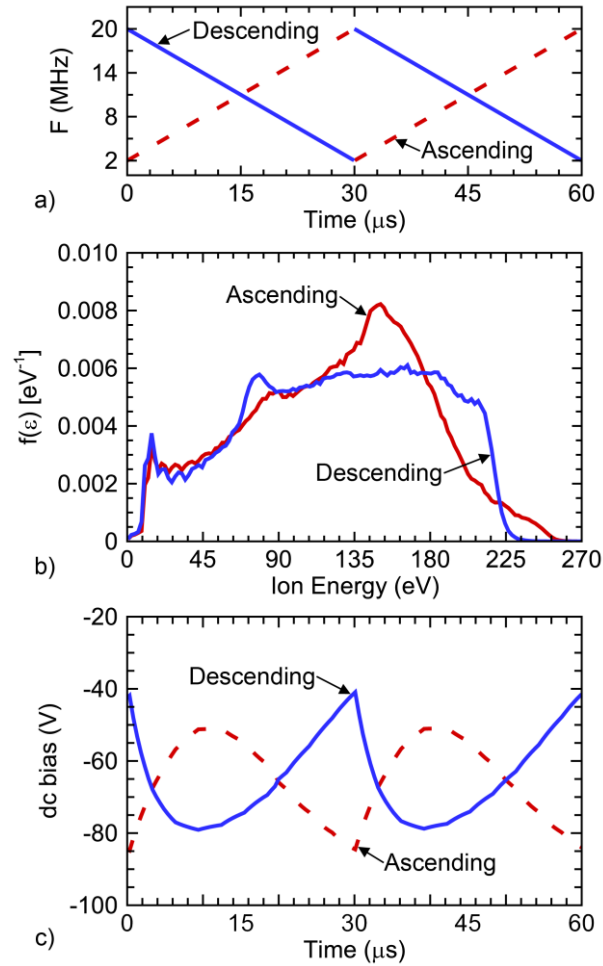 20
14
8
2
F (MHz)
Descending
Ascending
0
15
30
45
60
a)
Time (μs)
0.010
0.008
0.006
0.004
0.002
0
f(ε) [eV⁻¹]
Ascending
Descending
0
45
90
135
180
225
270
b)
Ion Energy (eV)
-20
-40
-60
-80
-100
dc bias (V)
Descending
Ascending
0
15
30
45
60
c)
Time (μs)